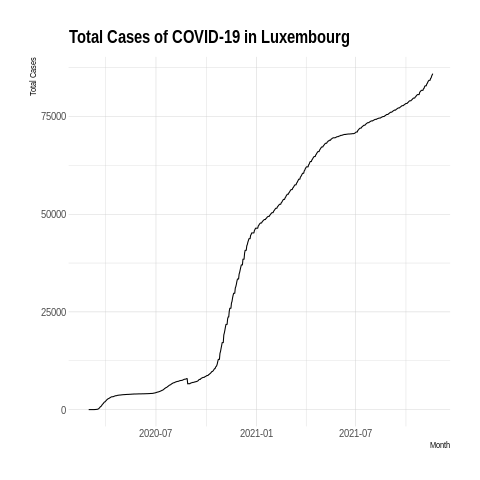 Total Cases of COVID-19 in Luxembourg
Total Cases
75000
50000
25000
0
2020-07
2021-01
2021-07
Month